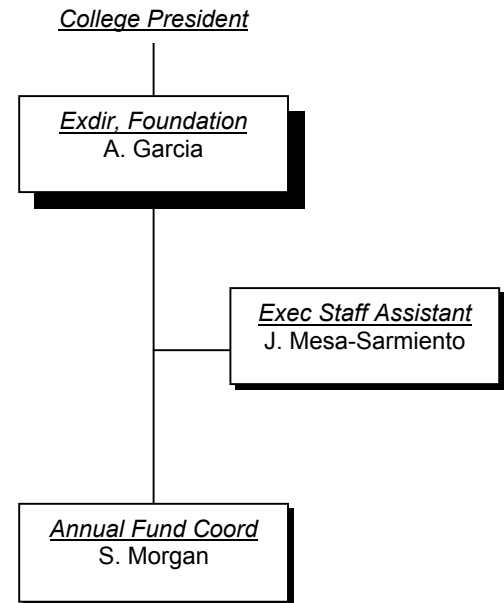 College President
Exdir, Foundation
A. Garcia
Exec Staff Assistant
J. Mesa-Sarmiento
Annual Fund Coord
S. Morgan